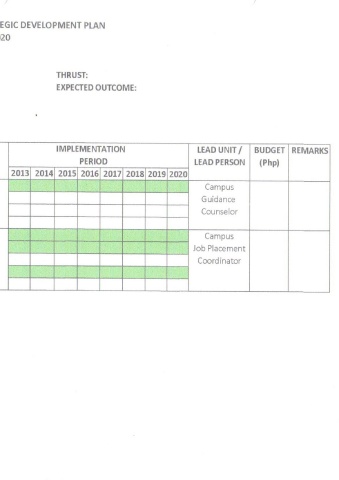 EGIC DEVELOPMENT PLAN
020
THRUST:
EXPECTED OUTCOME:
IMPLEMENTATION PERIOD
LEAD UNIT / LEAD PERSON
BUDGET (Php)
REMARKS
2013 2014 2015 2016 2017 2018 2019 2020
Campus
Guidance
Counselor
Campus
Job Placement
Coordinator